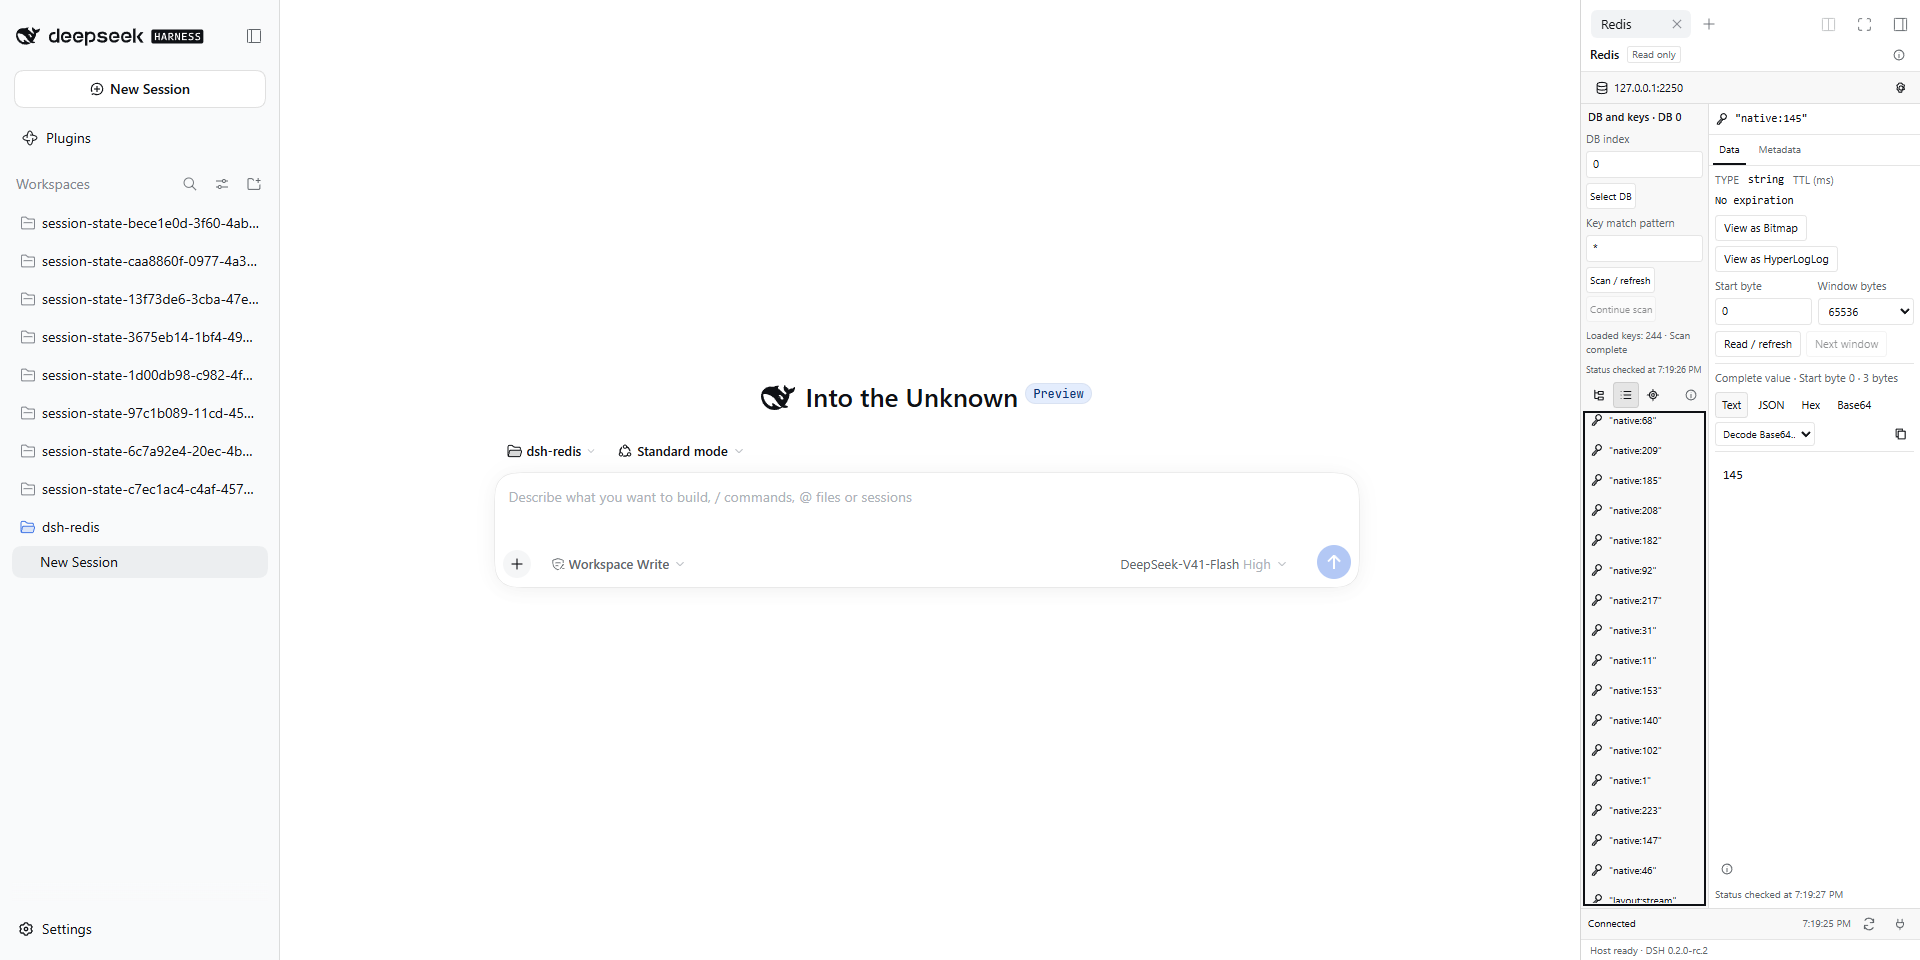 deepseek HARNESS
New Session
Plugins
Workspaces
session-state-bece1e0d-3f60-4ab...
session-state-caa8860f-0977-4a3...
session-state-13f73de6-3cba-47e...
session-state-3675eb14-1bf4-49...
session-state-1d00db98-c982-4f...
session-state-97c1b089-11cd-45...
session-state-6c7a92e4-20ec-4b...
session-state-c7ec1ac4-c4af-457...
dsh-redis
New Session
Settings
Into the Unknown Preview
dsh-redis Standard mode
Describe what you want to build, / commands, @ files or sessions
Workspace Write
DeepSeek-V41-Flash High
Redis
Redis Read only
127.0.0.1:2250
DB and keys · DB 0
DB index
0
Select DB
Key match pattern
*
Scan / refresh
Continue scan
Loaded keys: 244 · Scan
complete
Status checked at 7:19:26 PM
"native:68"
"native:209"
"native:185"
"native:208"
"native:182"
"native:92"
"native:217"
"native:31"
"native:11"
"native:153"
"native:140"
"native:102"
"native:1"
"native:223"
"native:147"
"native:46"
"layout:stream"
"native:145"
Data Metadata
TYPE string TTL (ms)
No expiration
View as Bitmap
View as HyperLogLog
Start byte Window bytes
0 65536
Read / refresh Next window
Complete value · Start byte 0 · 3 bytes
Text JSON Hex Base64
Decode Base64..
145
Status checked at 7:19:27 PM
Connected 7:19:25 PM
Host ready · DSH 0.2.0-rc.2